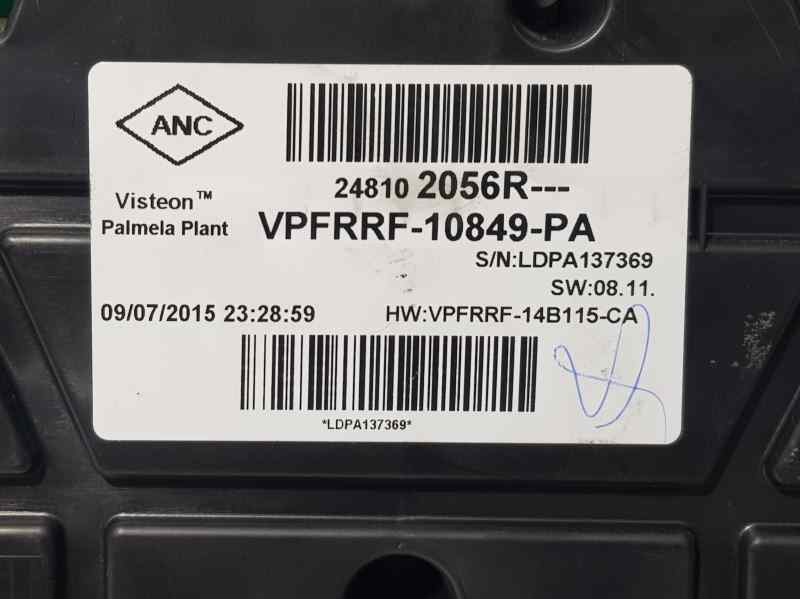 ANC
24810 2056R---
Visteon™
Palmela Plant
VPFRRF-10849-PA
S/N:LDPA137369
SW:08.11.
09/07/2015 23:28:59
HW:VPFRRF-14B115-CA
*LDPA137369*